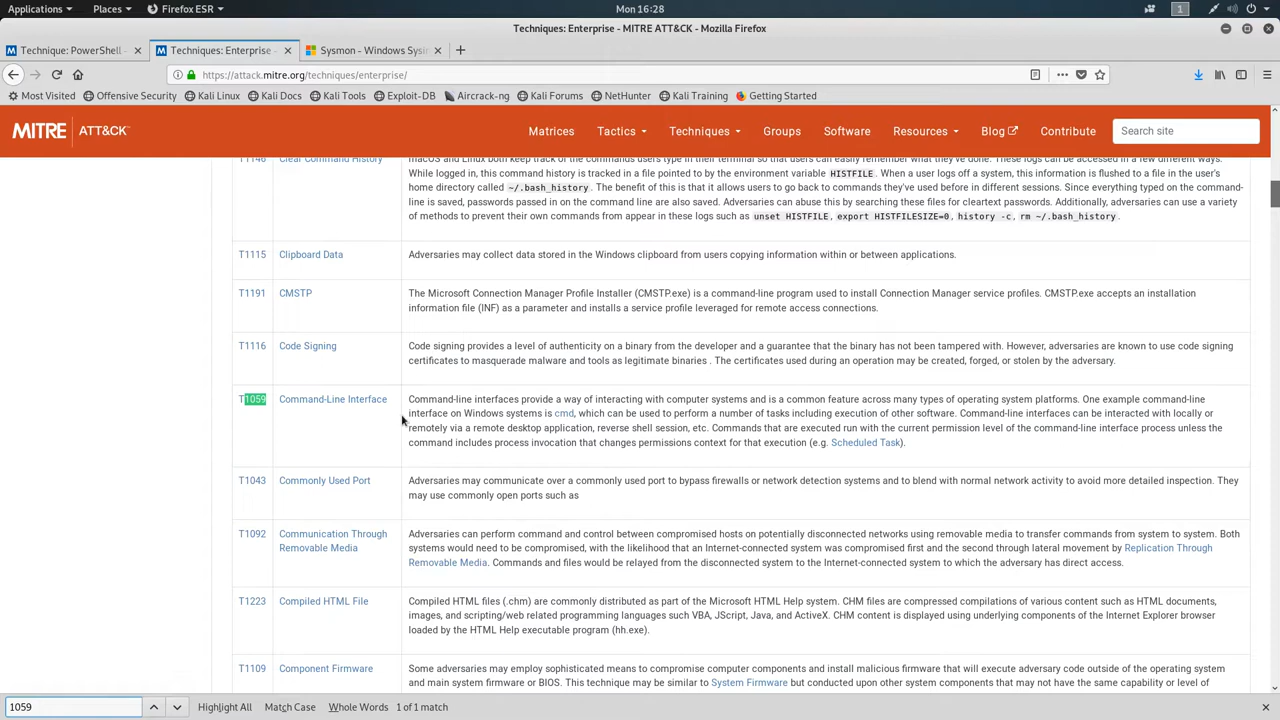 Applications
Places
Firefox ESR
Mon 16:28
1
Techniques: Enterprise - MITRE ATT&CK - Mozilla Firefox
Technique: PowerShell -
Techniques: Enterprise -
Sysmon - Windows Sysin
https://attack.mitre.org/techniques/enterprise/
Most Visited
Offensive Security
Kali Linux
Kali Docs
Kali Tools
Exploit-DB
Aircrack-ng
Kali Forums
NetHunter
Kali Training
Getting Started
MITRE | ATT&CK™
Matrices
Tactics
Techniques
Groups
Software
Resources
Blog
Contribute
Search site
T1146
Clear Command History
macOS and Linux both keep track of the commands users type in their terminal so that users can easily remember what they've done. These logs can be accessed in a few different ways.
While logged in, this command history is tracked in a file pointed to by the environment variable HISTFILE. When a user logs off a system, this information is flushed to a file in the user's
home directory called ~/.bash_history. The benefit of this is that it allows users to go back to commands they've used before in different sessions. Since everything typed on the command-
line is saved, passwords passed in on the command line are also saved. Adversaries can abuse this by searching these files for cleartext passwords. Additionally, adversaries can use a variety
of methods to prevent their own commands from appear in these logs such as unset HISTFILE, export HISTFILESIZE=0, history -c, rm ~/.bash_history.
T1115
Clipboard Data
Adversaries may collect data stored in the Windows clipboard from users copying information within or between applications.
T1191
CMSTP
The Microsoft Connection Manager Profile Installer (CMSTP.exe) is a command-line program used to install Connection Manager service profiles. CMSTP.exe accepts an installation
information file (INF) as a parameter and installs a service profile leveraged for remote access connections.
T1116
Code Signing
Code signing provides a level of authenticity on a binary from the developer and a guarantee that the binary has not been tampered with. However, adversaries are known to use code signing
certificates to masquerade malware and tools as legitimate binaries . The certificates used during an operation may be created, forged, or stolen by the adversary.
T1059
Command-Line Interface
Command-line interfaces provide a way of interacting with computer systems and is a common feature across many types of operating system platforms. One example command-line
interface on Windows systems is cmd, which can be used to perform a number of tasks including execution of other software. Command-line interfaces can be interacted with locally or
remotely via a remote desktop application, reverse shell session, etc. Commands that are executed run with the current permission level of the command-line interface process unless the
command includes process invocation that changes permissions context for that execution (e.g. Scheduled Task).
T1043
Commonly Used Port
Adversaries may communicate over a commonly used port to bypass firewalls or network detection systems and to blend with normal network activity to avoid more detailed inspection. They
may use commonly open ports such as
T1092
Communication Through
Removable Media
Adversaries can perform command and control between compromised hosts on potentially disconnected networks using removable media to transfer commands from system to system. Both
systems would need to be compromised, with the likelihood that an Internet-connected system was compromised first and the second through lateral movement by Replication Through
Removable Media. Commands and files would be relayed from the disconnected system to the Internet-connected system to which the adversary has direct access.
T1223
Compiled HTML File
Compiled HTML files (.chm) are commonly distributed as part of the Microsoft HTML Help system. CHM files are compressed compilations of various content such as HTML documents,
images, and scripting/web related programming languages such VBA, JScript, Java, and ActiveX. CHM content is displayed using underlying components of the Internet Explorer browser
loaded by the HTML Help executable program (hh.exe).
T1109
Component Firmware
Some adversaries may employ sophisticated means to compromise computer components and install malicious firmware that will execute adversary code outside of the operating system
and main system firmware or BIOS. This technique may be similar to System Firmware but conducted upon other system components that may not have the same capability or level of
1059
Highlight All
Match Case
Whole Words
1 of 1 match